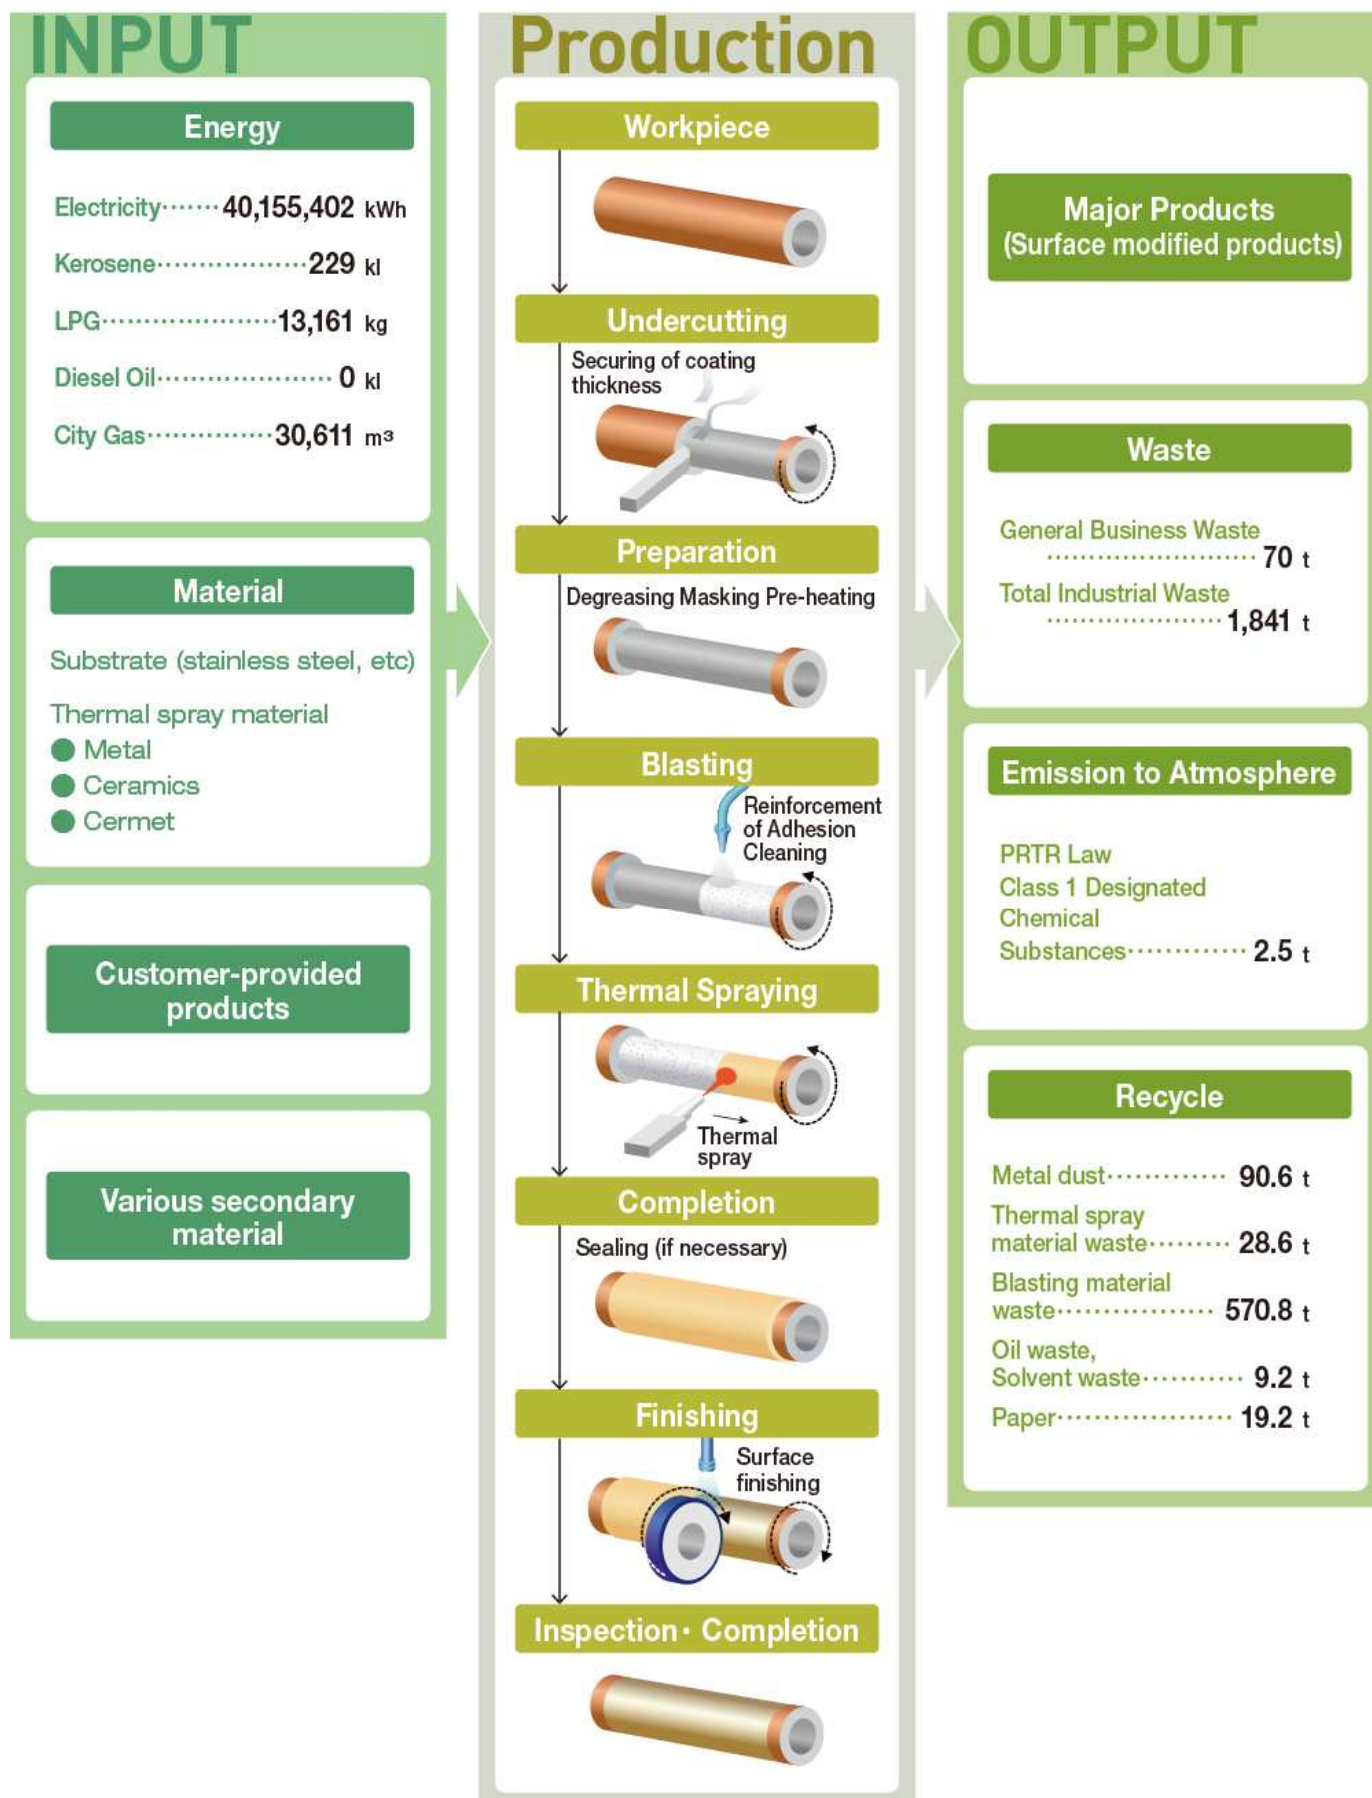 INPUT
Energy
Electricity·······40,155,402 kWh
Kerosene··················229 kl
LPG·····················13,161 kg
Diesel Oil····················· 0 kl
City Gas···············30,611 m³
Material
Substrate (stainless steel, etc)
Thermal spray material
● Metal
● Ceramics
● Cermet
Customer-provided
products
Various secondary
material
Production
Workpiece
Undercutting
Securing of coating
thickness
Preparation
Degreasing Masking Pre-heating
Blasting
Reinforcement
of Adhesion
Cleaning
Thermal Spraying
Thermal
spray
Completion
Sealing (if necessary)
Finishing
Surface
finishing
Inspection・Completion
OUTPUT
Major Products
(Surface modified products)
Waste
General Business Waste
························· 70 t
Total Industrial Waste
·····················1,841 t
Emission to Atmosphere
PRTR Law
Class 1 Designated
Chemical
Substances············ 2.5 t
Recycle
Metal dust············ 90.6 t
Thermal spray
material waste········ 28.6 t
Blasting material
waste················ 570.8 t
Oil waste,
Solvent waste··········· 9.2 t
Paper·················· 19.2 t